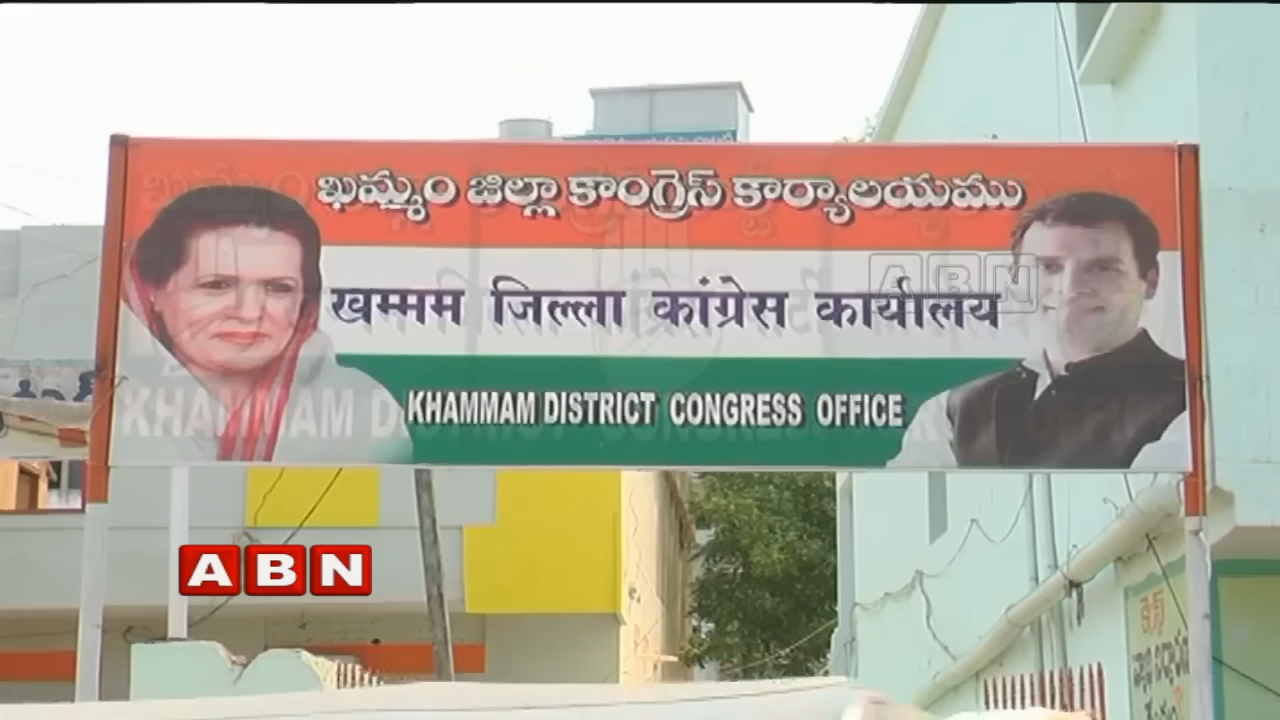 ఖమ్మం జిల్లా కాంగ్రెస్ కార్యాలయము
खम्मम जिल्ला कांग्रेस कार्यालय
ABN
KHAMMAM DISTRICT CONGRESS OFFICE
ABN